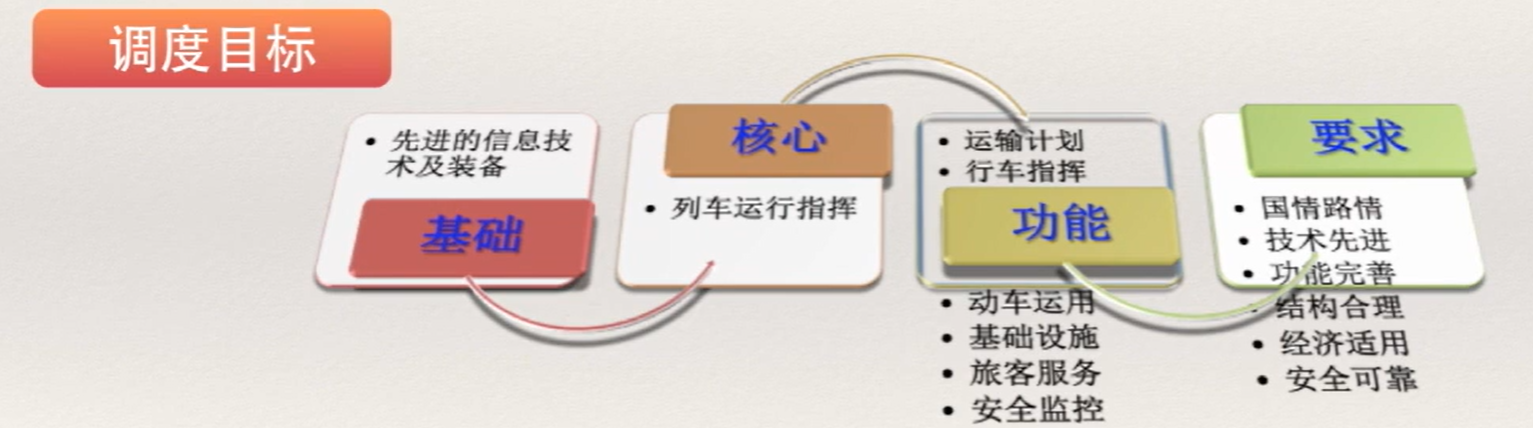 调度目标
• 先进的信息技
术及装备
基础
核心
• 列车运行指挥
• 运输计划
• 行车指挥
功能
• 动车运用
• 基础设施
• 旅客服务
• 安全监控
要求
• 国情路情
• 技术先进
• 功能完善
• 结构合理
• 经济适用
• 安全可靠